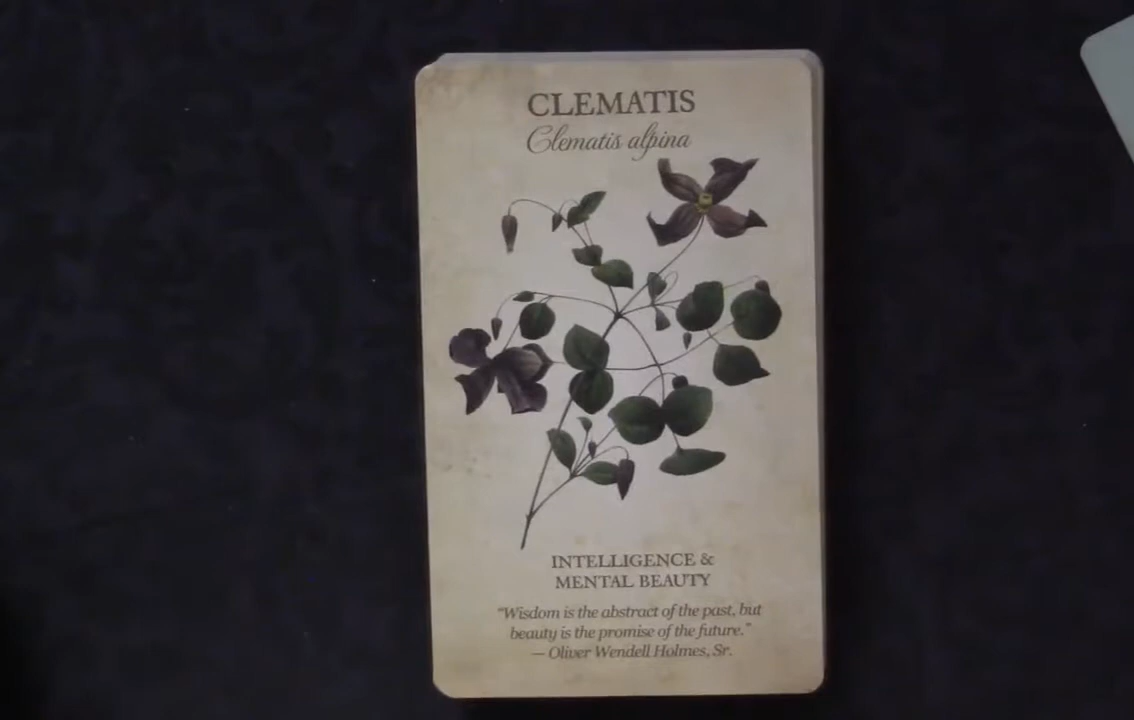 CLEMATIS
Clematis alpina
INTELLIGENCE &
MENTAL BEAUTY
"Wisdom is the abstract of the past, but
beauty is the promise of the future."
— Oliver Wendell Holmes, Sr.